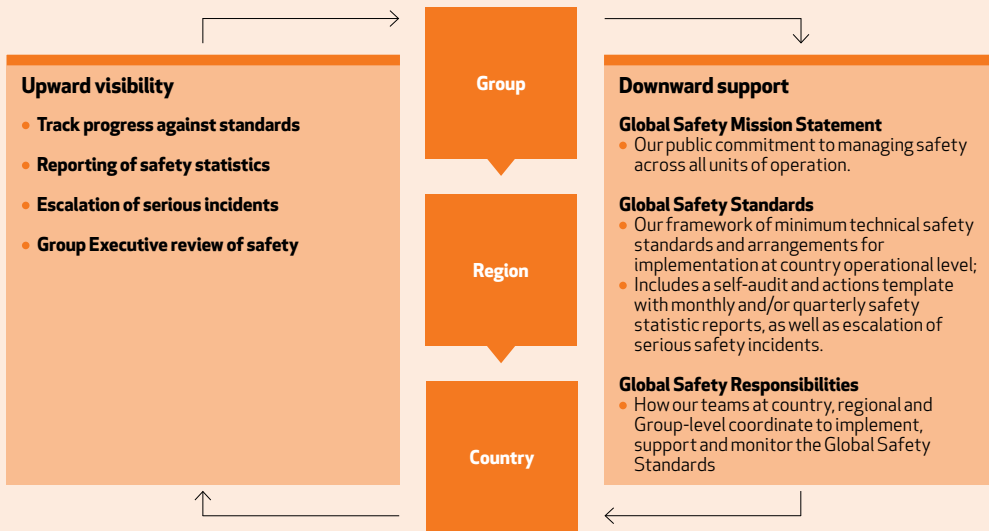 Upward visibility
• Track progress against standards
• Reporting of safety statistics
• Escalation of serious incidents
• Group Executive review of safety
Group
Region
Country
Downward support
Global Safety Mission Statement
• Our public commitment to managing safety
across all units of operation.
Global Safety Standards
• Our framework of minimum technical safety
standards and arrangements for
implementation at country operational level;
• Includes a self-audit and actions template
with monthly and/or quarterly safety
statistic reports, as well as escalation of
serious safety incidents.
Global Safety Responsibilities
• How our teams at country, regional and
Group-level coordinate to implement,
support and monitor the Global Safety
Standards